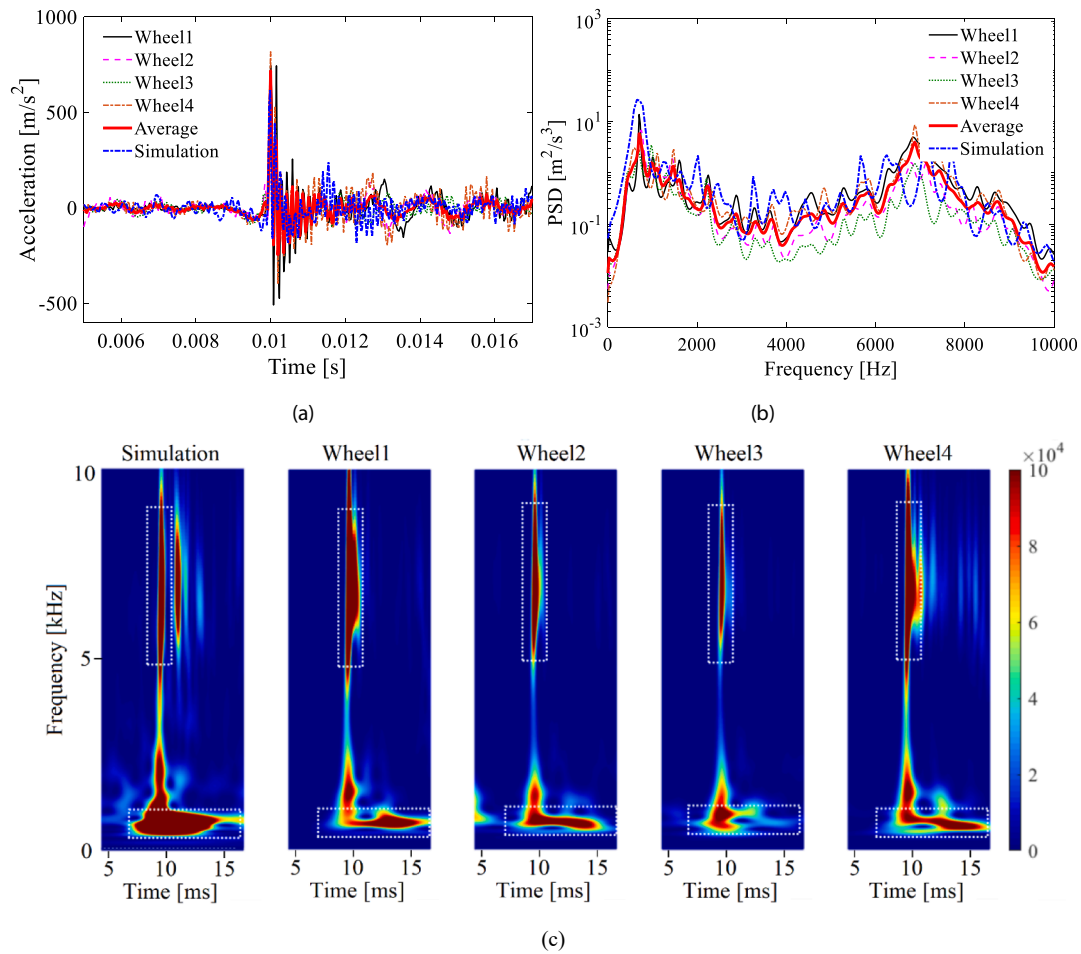 1000
500
0
-500
Acceleration [m/s²]
Wheel1
Wheel2
Wheel3
Wheel4
Average
Simulation
0.006 0.008 0.01 0.012 0.014 0.016
Time [s]
(a)
10³
10¹
10⁻¹
10⁻³
PSD [m²/s³]
Wheel1
Wheel2
Wheel3
Wheel4
Average
Simulation
0 2000 4000 6000 8000 10000
Frequency [Hz]
(b)
Simulation Wheel1 Wheel2 Wheel3 Wheel4
10
5
0
Frequency [kHz]
5 10 15 5 10 15 5 10 15 5 10 15 5 10 15
Time [ms] Time [ms] Time [ms] Time [ms] Time [ms]
×10⁴
10
8
6
4
2
0
(c)